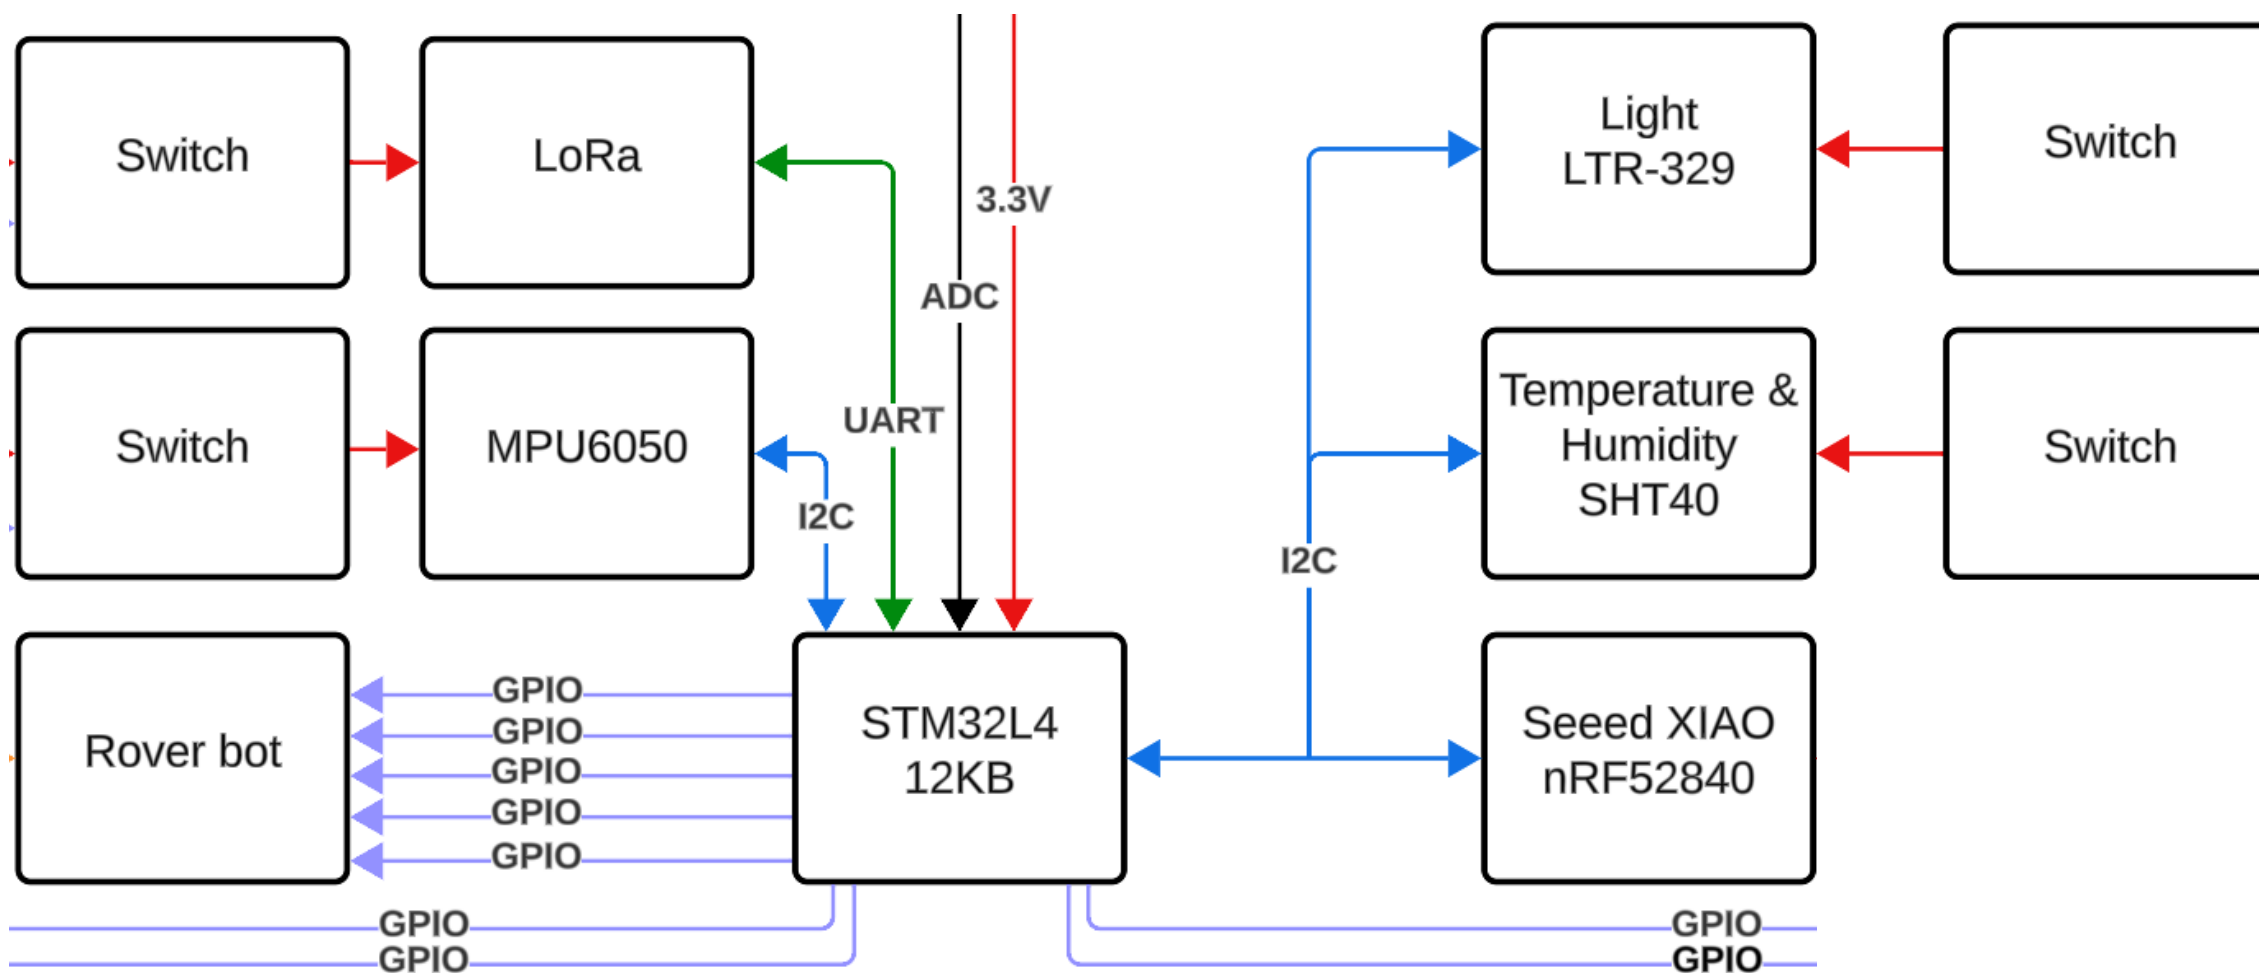 Switch
LoRa
3.3V
ADC
UART
Light
LTR-329
Switch
Switch
MPU6050
I2C
Temperature &
Humidity
SHT40
Switch
I2C
Rover bot
GPIO
GPIO
GPIO
GPIO
GPIO
STM32L4
12KB
Seeed XIAO
nRF52840
GPIO
GPIO
GPIO
GPIO